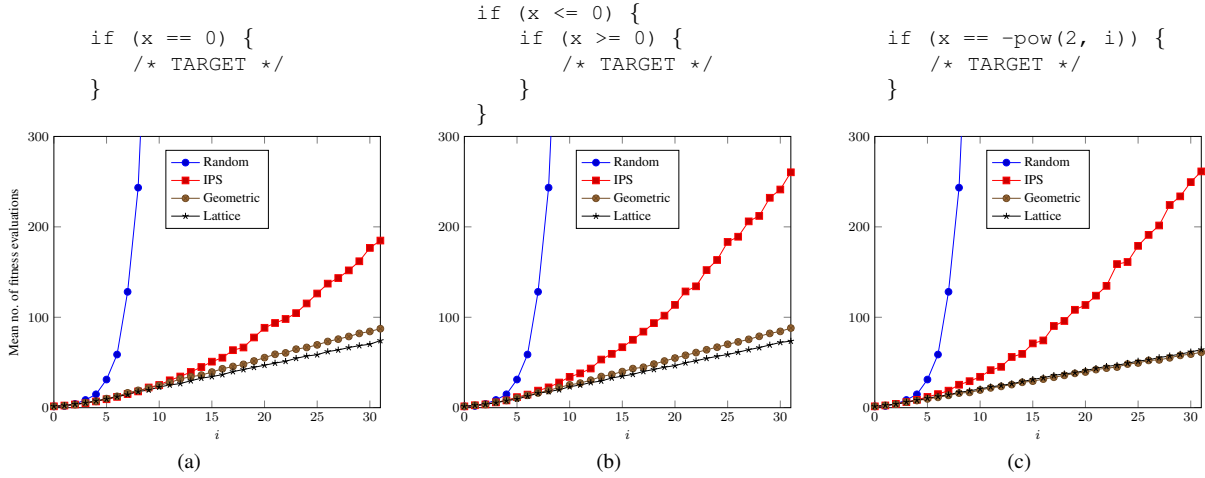 if (x == 0) {
/* TARGET */
}
if (x <= 0) {
if (x >= 0) {
/* TARGET */
}
}
if (x == -pow(2, i)) {
/* TARGET */
}
Mean no. of fitness evaluations
300
200
100
0
Random
IPS
Geometric
Lattice
0 5 10 15 20 25 30
i
(a)
300
200
100
0
Random
IPS
Geometric
Lattice
0 5 10 15 20 25 30
i
(b)
300
200
100
0
Random
IPS
Geometric
Lattice
0 5 10 15 20 25 30
i
(c)